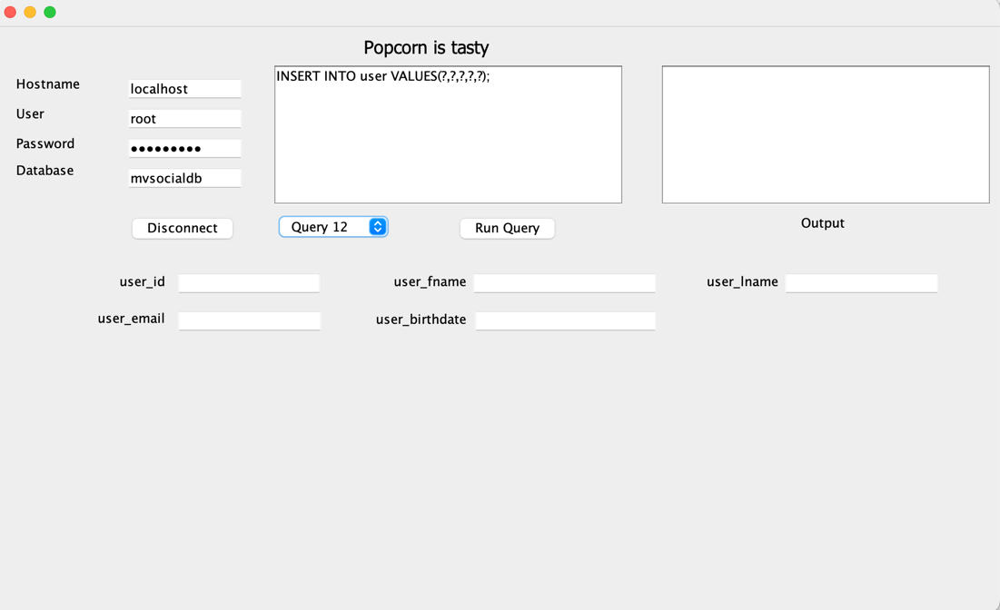 Popcorn is tasty
Hostname
localhost
User
root
Password
•••••••••
Database
mvsocialdb
INSERT INTO user VALUES(?,?,?,?,?);
Disconnect
Query 12
Run Query
Output
user_id
user_fname
user_lname
user_email
user_birthdate